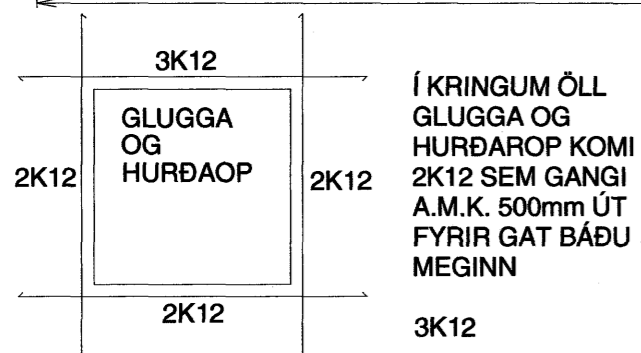 3K12
GLUGGA
OG
HURÐAOP
2K12
2K12
2K12
Í KRINGUM ÖLL
GLUGGA OG
HURÐAROP KOMI
2K12 SEM GANGI
A.M.K. 500mm ÚT
FYRIR GAT BÁÐU
MEGINN
3K12